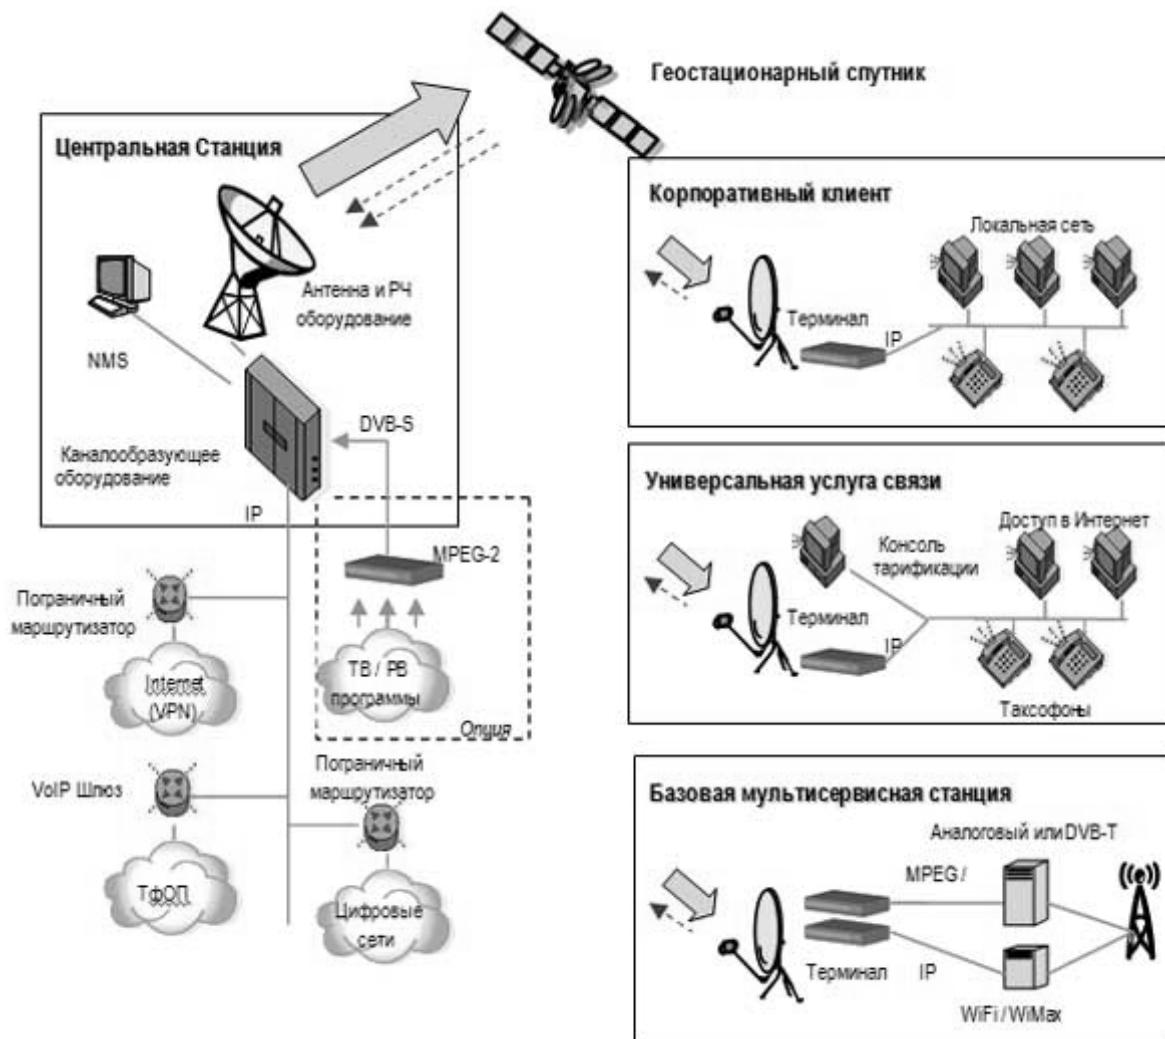 Геостационарный спутник
Центральная Станция
Антенна и РЧ
оборудование
NMS
DVB-S
Каналообразующее
оборудование
IP
MPEG-2
Пограничный
маршрутизатор
Internet
(VPN)
ТВ / РВ
программы
Опция
VoIP Шлюз
ТфОП
Пограничный
маршрутизатор
Цифровые
сети
Корпоративный клиент
Локальная сеть
Терминал
IP
Универсальная услуга связи
Доступ в Интернет
Консоль
тарификации
Терминал
IP
Таксофоны
Базовая мультисервисная станция
Аналоговый или DVB-T
MPEG /
Терминал
IP
WiFi / WiMax